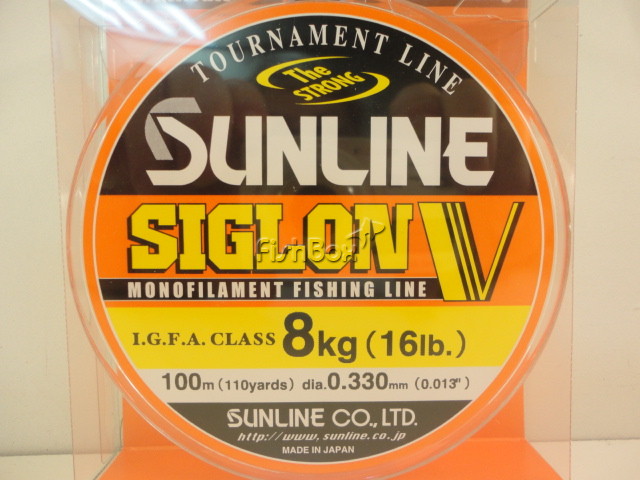 TOURNAMENT LINE
The STRONG
SUNLINE
SIGLON V
FishBox
MONOFILAMENT FISHING LINE
I.G.F.A. CLASS 8kg (16lb.)
100m (110yards) dia.0.330mm (0.013")
SUNLINE CO.,LTD.
http://www.sunline.co.jp
MADE IN JAPAN